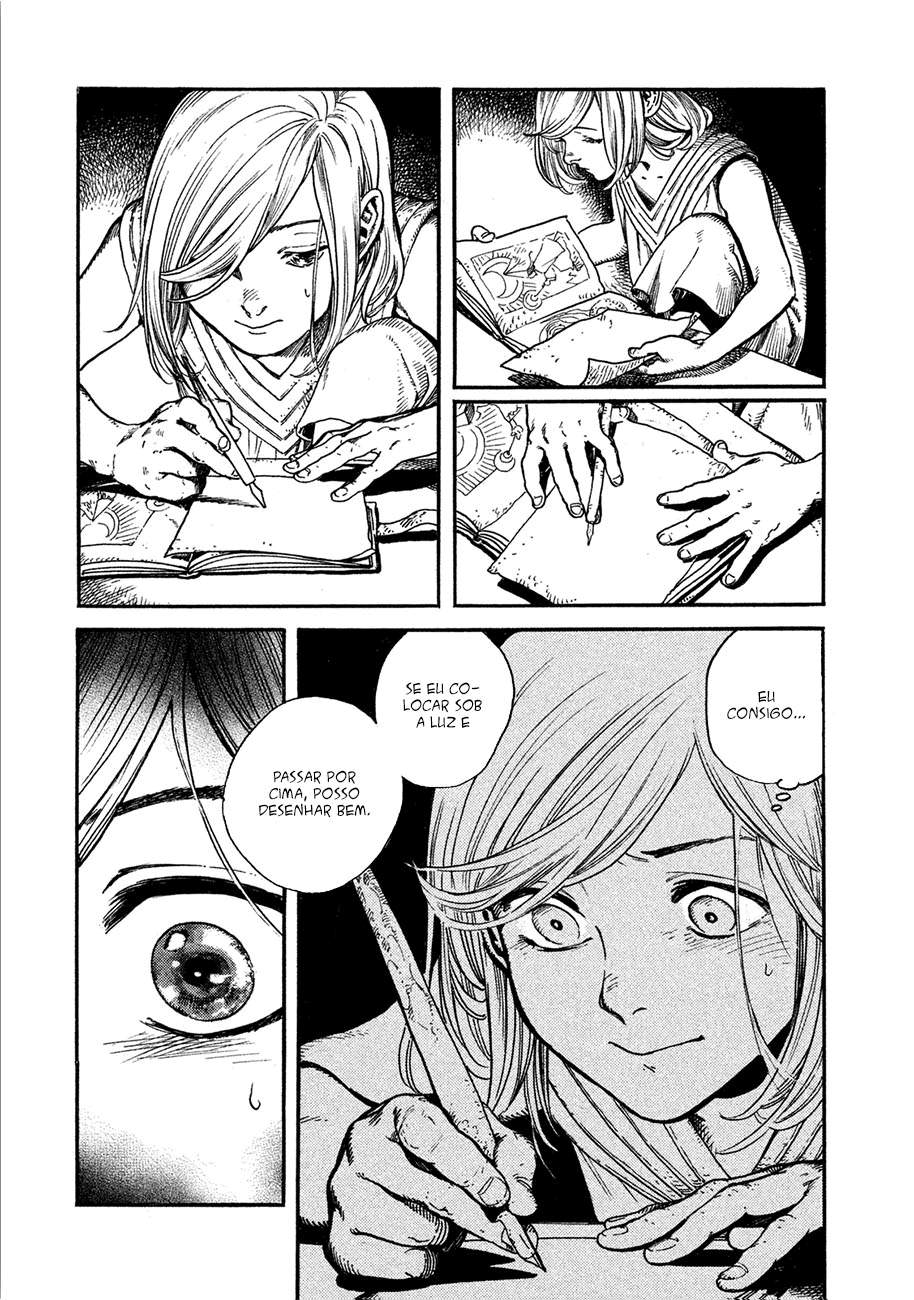 EU
CONSIGO...
SE EU CO-
LOCAR SOB
A LUZ E
PASSAR POR
CIMA, POSSO
DESENHAR BEM.